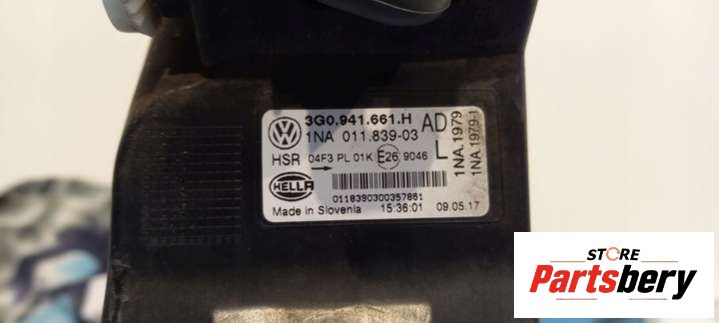 3G0.941.661.H AD
1NA 011.839-03
HSR 04F3 PL 01K E26 9046 L
HELLA
0118390300357861
Made in Slovenia 15:36:01 09.05.17
1NA.1979
1NA.1979-1
STORE
Partsbery